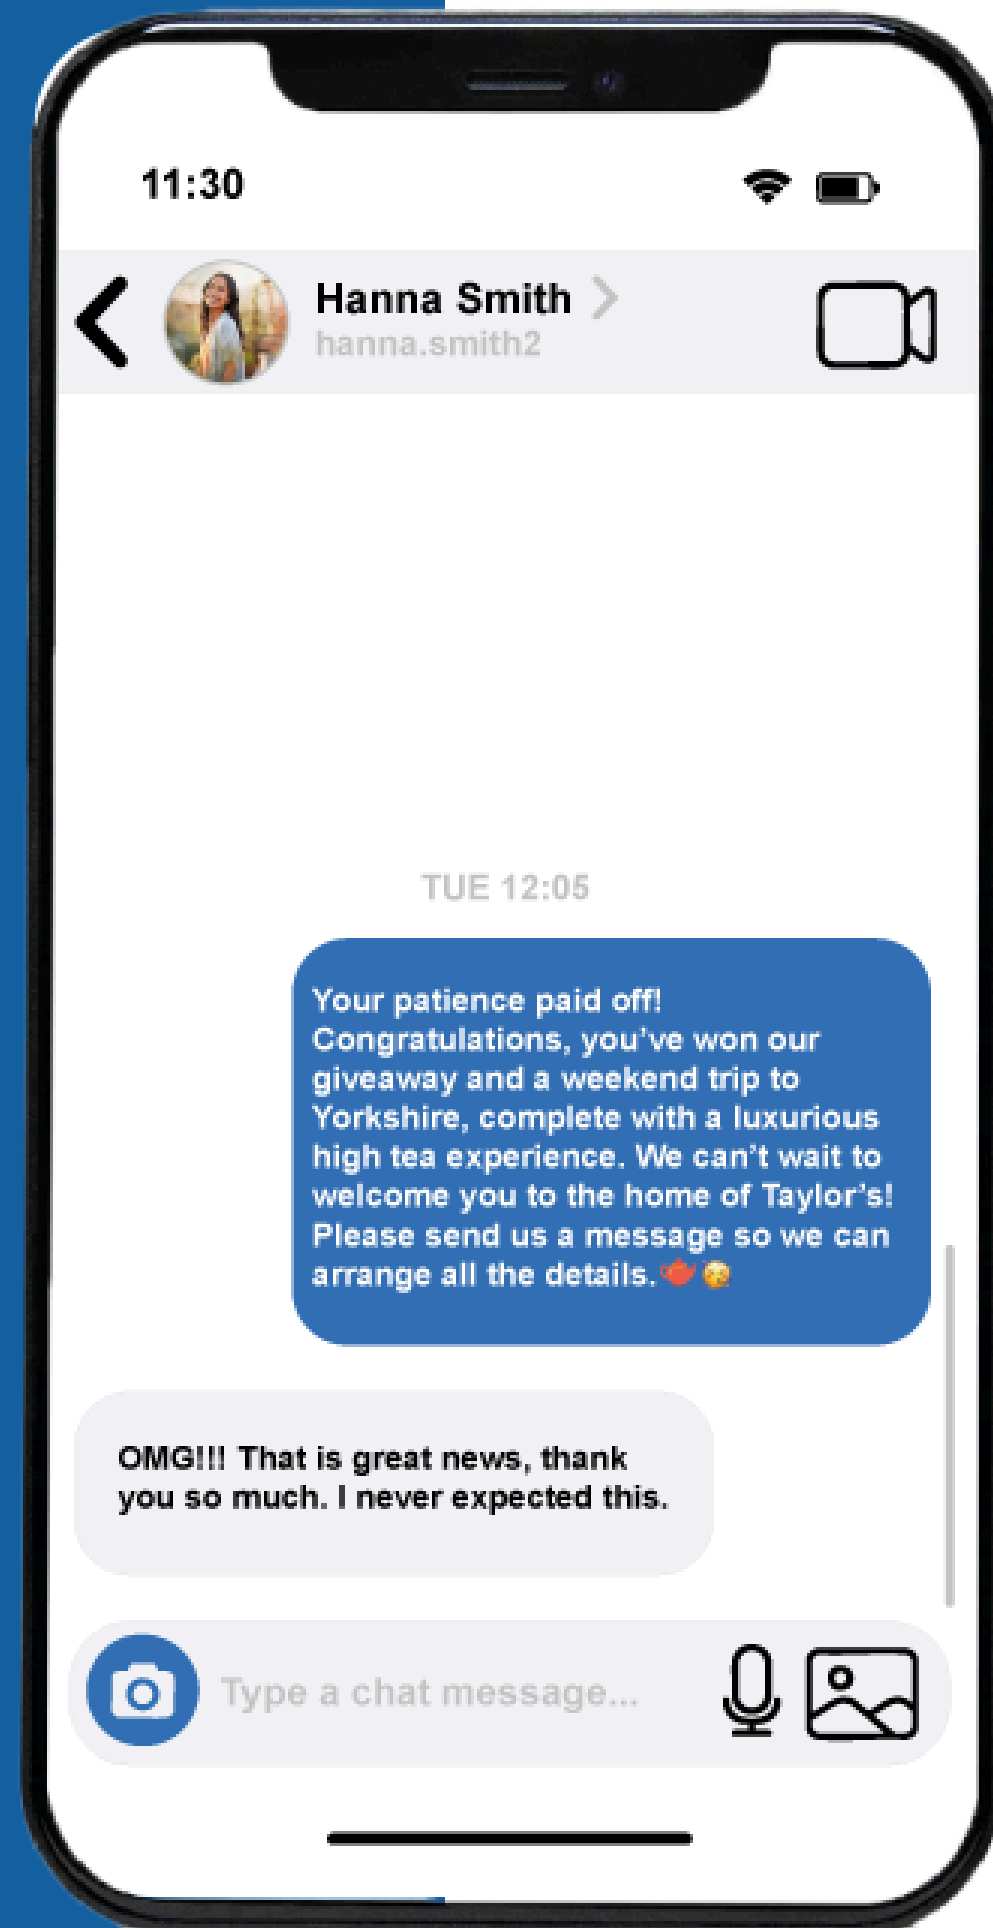 11:30
Hanna Smith
hanna.smith2
TUE 12:05
Your patience paid off!
Congratulations, you've won our
giveaway and a weekend trip to
Yorkshire, complete with a luxurious
high tea experience. We can't wait to
welcome you to the home of Taylor's!
Please send us a message so we can
arrange all the details.🫖🥳
OMG!!! That is great news, thank
you so much. I never expected this.
Type a chat message...